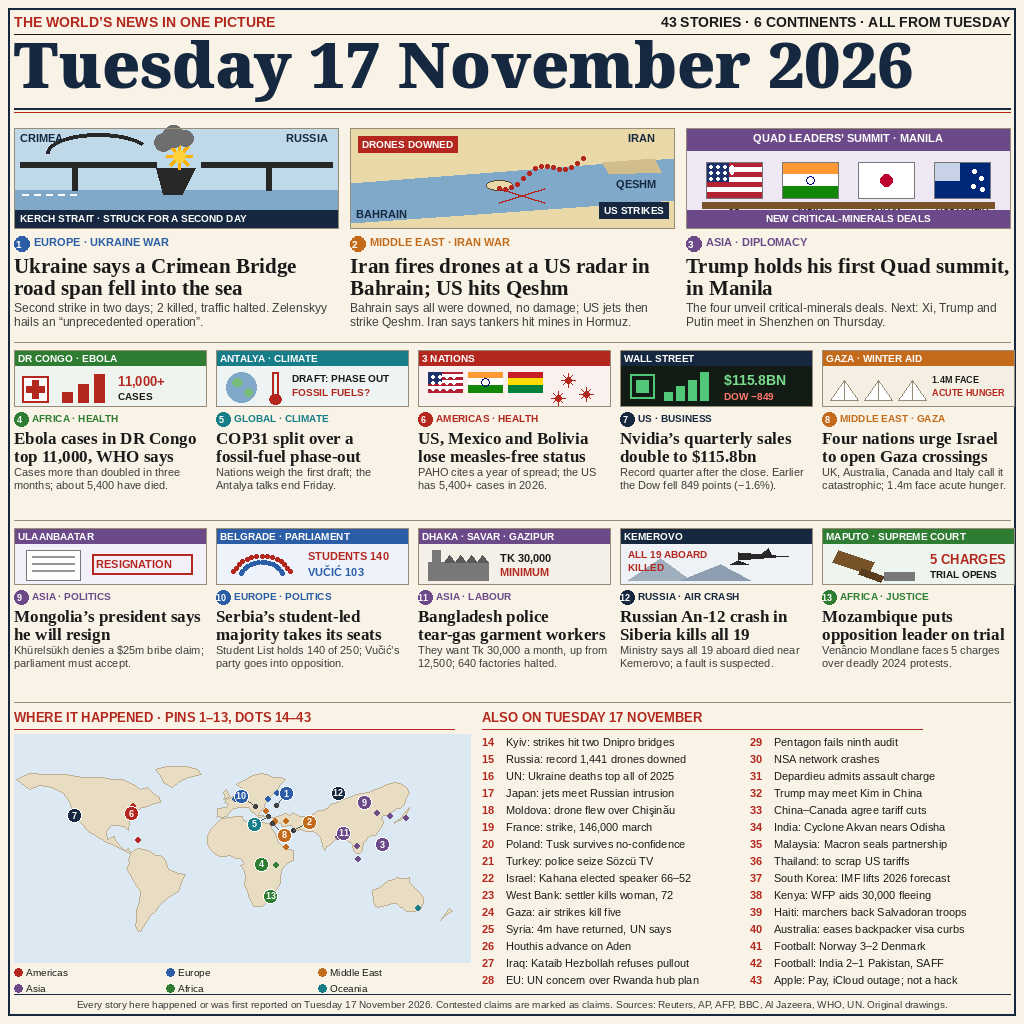 THE WORLD'S NEWS IN ONE PICTURE
43 STORIES · 6 CONTINENTS · ALL FROM TUESDAY
Tuesday 17 November 2026
CRIMEA
RUSSIA
KERCH STRAIT · STRUCK FOR A SECOND DAY
1 EUROPE · UKRAINE WAR
Ukraine says a Crimean Bridge
road span fell into the sea
Second strike in two days; 2 killed, traffic halted. Zelenskyy
hails an “unprecedented operation”.
DRONES DOWNED
IRAN
QESHM
BAHRAIN
US STRIKES
2 MIDDLE EAST · IRAN WAR
Iran fires drones at a US radar in
Bahrain; US hits Qeshm
Bahrain says all were downed, no damage; US jets then
strike Qeshm. Iran says tankers hit mines in Hormuz.
QUAD LEADERS’ SUMMIT · MANILA
NEW CRITICAL-MINERALS DEALS
3 ASIA · DIPLOMACY
Trump holds his first Quad summit,
in Manila
The four unveil critical-minerals deals. Next: Xi, Trump and
Putin meet in Shenzhen on Thursday.
DR CONGO · EBOLA
11,000+
CASES
4 AFRICA · HEALTH
Ebola cases in DR Congo
top 11,000, WHO says
Cases more than doubled in three
months; about 5,400 have died.
ANTALYA · CLIMATE
DRAFT: PHASE OUT
FOSSIL FUELS?
5 GLOBAL · CLIMATE
COP31 split over a
fossil-fuel phase-out
Nations weigh the first draft; the
Antalya talks end Friday.
3 NATIONS
6 AMERICAS · HEALTH
US, Mexico and Bolivia
lose measles-free status
PAHO cites a year of spread; the US
has 5,400+ cases in 2026.
WALL STREET
$115.8BN
DOW −849
7 US · BUSINESS
Nvidia’s quarterly sales
double to $115.8bn
Record quarter after the close. Earlier
the Dow fell 849 points (−1.6%).
GAZA · WINTER AID
1.4M FACE
ACUTE HUNGER
8 MIDDLE EAST · GAZA
Four nations urge Israel
to open Gaza crossings
UK, Australia, Canada and Italy call it
catastrophic; 1.4m face acute hunger.
ULAANBAATAR
RESIGNATION
9 ASIA · POLITICS
Mongolia’s president says
he will resign
Khürelsükh denies a $25m bribe claim;
parliament must accept.
BELGRADE · PARLIAMENT
STUDENTS 140
VUČIĆ 103
10 EUROPE · POLITICS
Serbia’s student-led
majority takes its seats
Student List holds 140 of 250; Vučić’s
party goes into opposition.
DHAKA · SAVAR · GAZIPUR
TK 30,000
MINIMUM
11 ASIA · LABOUR
Bangladesh police
tear-gas garment workers
They want Tk 30,000 a month, up from
12,500; 640 factories halted.
KEMEROVO
ALL 19 ABOARD
KILLED
12 RUSSIA · AIR CRASH
Russian An-12 crash in
Siberia kills all 19
Ministry says all 19 aboard died near
Kemerovo; a fault is suspected.
MAPUTO · SUPREME COURT
5 CHARGES
TRIAL OPENS
13 AFRICA · JUSTICE
Mozambique puts
opposition leader on trial
Venâncio Mondlane faces 5 charges
over deadly 2024 protests.
WHERE IT HAPPENED · PINS 1–13, DOTS 14–43
7
6
10
1
12
9
5
2
8
11
3
4
13
Americas
Europe
Middle East
Asia
Africa
Oceania
ALSO ON TUESDAY 17 NOVEMBER
14 Kyiv: strikes hit two Dnipro bridges
15 Russia: record 1,441 drones downed
16 UN: Ukraine deaths top all of 2025
17 Japan: jets meet Russian intrusion
18 Moldova: drone flew over Chişinău
19 France: strike, 146,000 march
20 Poland: Tusk survives no-confidence
21 Turkey: police seize Sözcü TV
22 Israel: Kahana elected speaker 66–52
23 West Bank: settler kills woman, 72
24 Gaza: air strikes kill five
25 Syria: 4m have returned, UN says
26 Houthis advance on Aden
27 Iraq: Kataib Hezbollah refuses pullout
28 EU: UN concern over Rwanda hub plan
29 Pentagon fails ninth audit
30 NSA network crashes
31 Depardieu admits assault charge
32 Trump may meet Kim in China
33 China–Canada agree tariff cuts
34 India: Cyclone Akvan nears Odisha
35 Malaysia: Macron seals partnership
36 Thailand: to scrap US tariffs
37 South Korea: IMF lifts 2026 forecast
38 Kenya: WFP aids 30,000 fleeing
39 Haiti: marchers back Salvadoran troops
40 Australia: eases backpacker visa curbs
41 Football: Norway 3–2 Denmark
42 Football: India 2–1 Pakistan, SAFF
43 Apple: Pay, iCloud outage; not a hack
Every story here happened or was first reported on Tuesday 17 November 2026. Contested claims are marked as claims. Sources: Reuters, AP, AFP, BBC, Al Jazeera, WHO, UN. Original drawings.